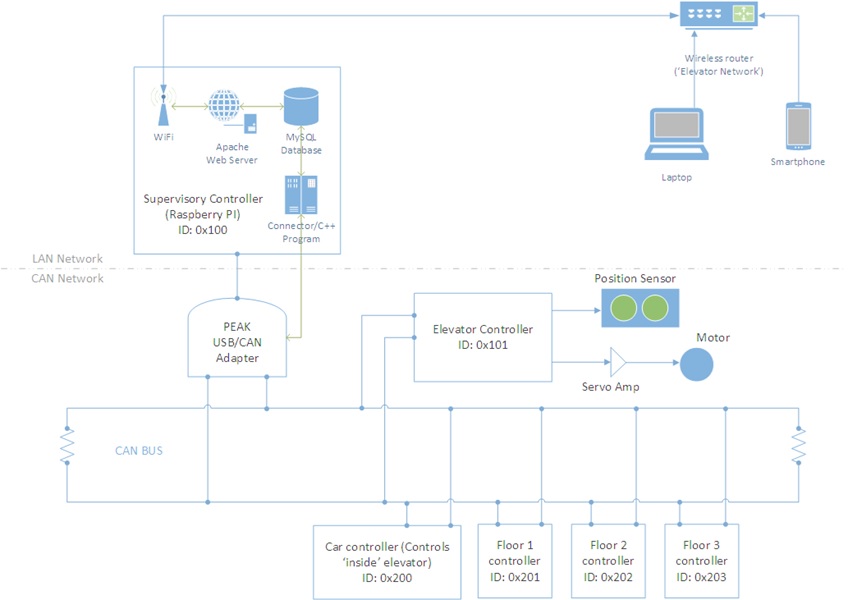 Wireless router
('Elevator Network')
WiFi
Apache
Web Server
MySQL
Database
Laptop
Smartphone
Supervisory Controller
(Raspberry PI)
ID: 0x100
Connector/C++
Program
LAN Network
CAN Network
PEAK
USB/CAN
Adapter
Elevator Controller
ID: 0x101
Position Sensor
Motor
Servo Amp
CAN BUS
Car controller (Controls
'inside' elevator)
ID: 0x200
Floor 1
controller
ID: 0x201
Floor 2
controller
ID: 0x202
Floor 3
controller
ID: 0x203